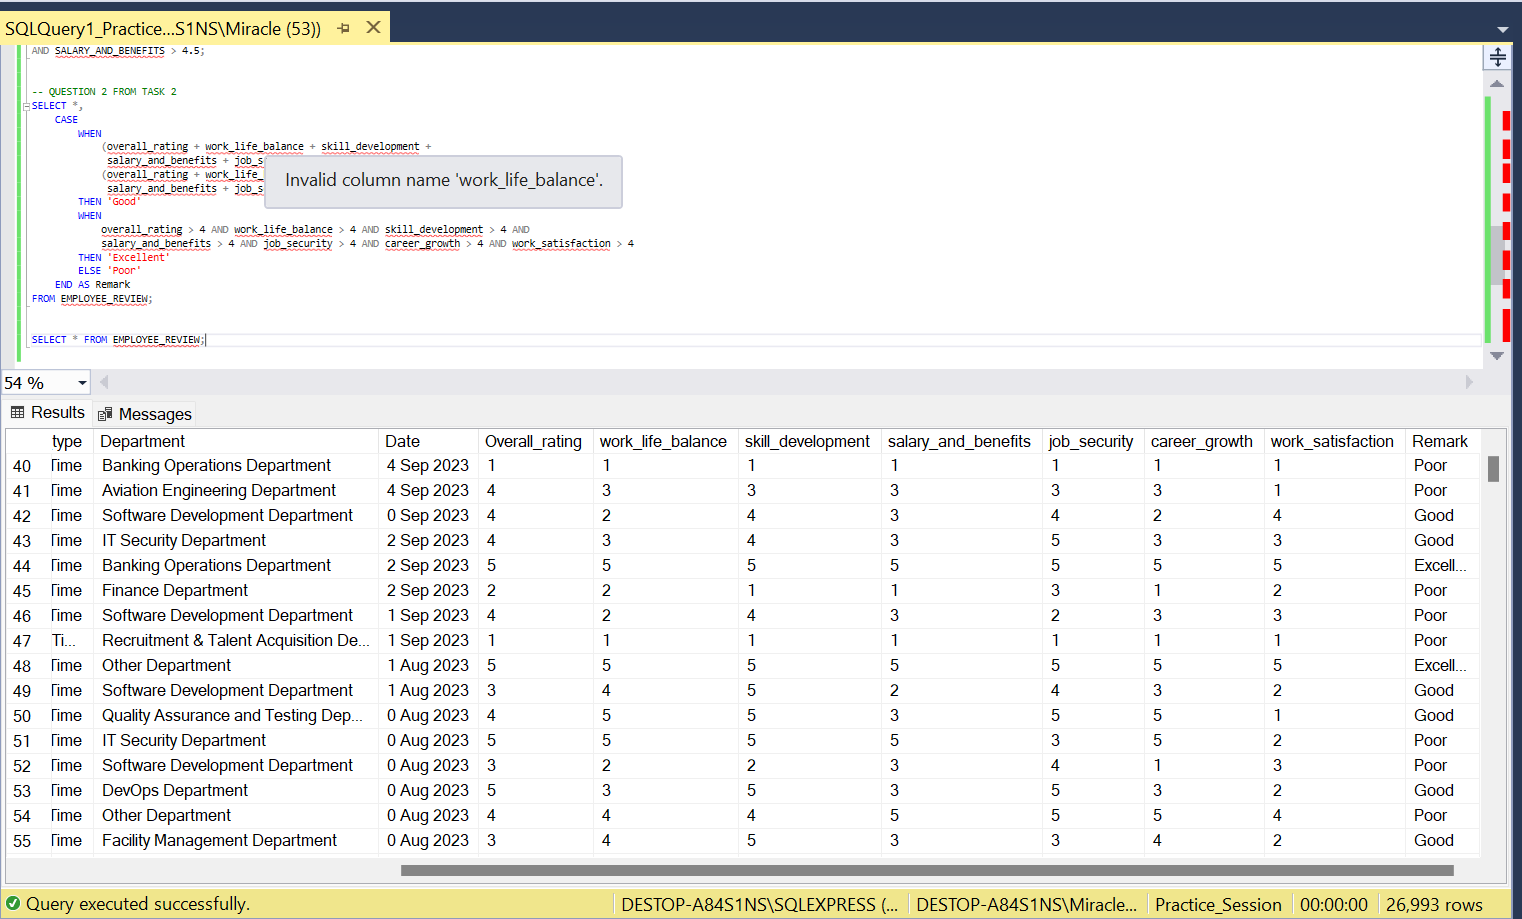 SQLQuery1_Practice...S1NS\Miracle (53))
AND SALARY_AND_BENEFITS > 4.5;
-- QUESTION 2 FROM TASK 2
SELECT *,
CASE
WHEN
(overall_rating + work_life_balance + skill_development +
salary_and_benefits + job_s
(overall_rating + work_life_
salary_and_benefits + job_s
Invalid column name 'work_life_balance'.
THEN 'Good'
WHEN
overall_rating > 4 AND work_life_balance > 4 AND skill_development > 4 AND
salary_and_benefits > 4 AND job_security > 4 AND career_growth > 4 AND work_satisfaction > 4
THEN 'Excellent'
ELSE 'Poor'
END AS Remark
FROM EMPLOYEE_REVIEW;
SELECT * FROM EMPLOYEE_REVIEW;
54 %
Results Messages
type Department Date Overall_rating work_life_balance skill_development salary_and_benefits job_security career_growth work_satisfaction Remark
40 Time Banking Operations Department 4 Sep 2023 1 1 1 1 1 1 1 Poor
41 Time Aviation Engineering Department 4 Sep 2023 4 3 3 3 3 3 1 Poor
42 Time Software Development Department 0 Sep 2023 4 2 4 3 4 2 4 Good
43 Time IT Security Department 2 Sep 2023 4 3 4 3 5 3 3 Good
44 Time Banking Operations Department 2 Sep 2023 5 5 5 5 5 5 5 Excell...
45 Time Finance Department 2 Sep 2023 2 2 1 1 3 1 2 Poor
46 Time Software Development Department 1 Sep 2023 4 2 4 3 2 3 3 Poor
47 Ti... Recruitment & Talent Acquisition De... 1 Sep 2023 1 1 1 1 1 1 1 Poor
48 Time Other Department 1 Aug 2023 5 5 5 5 5 5 5 Excell...
49 Time Software Development Department 1 Aug 2023 3 4 5 2 4 3 2 Good
50 Time Quality Assurance and Testing Dep... 0 Aug 2023 4 5 5 3 5 5 1 Good
51 Time IT Security Department 0 Aug 2023 5 5 5 5 3 5 2 Poor
52 Time Software Development Department 0 Aug 2023 3 2 2 3 4 1 3 Poor
53 Time DevOps Department 0 Aug 2023 5 3 5 3 5 3 2 Good
54 Time Other Department 0 Aug 2023 4 4 4 5 5 5 4 Poor
55 Time Facility Management Department 0 Aug 2023 3 4 5 3 3 4 2 Good
Query executed successfully. DESTOP-A84S1NS\SQLEXPRESS (... DESTOP-A84S1NS\Miracle... Practice_Session 00:00:00 26,993 rows